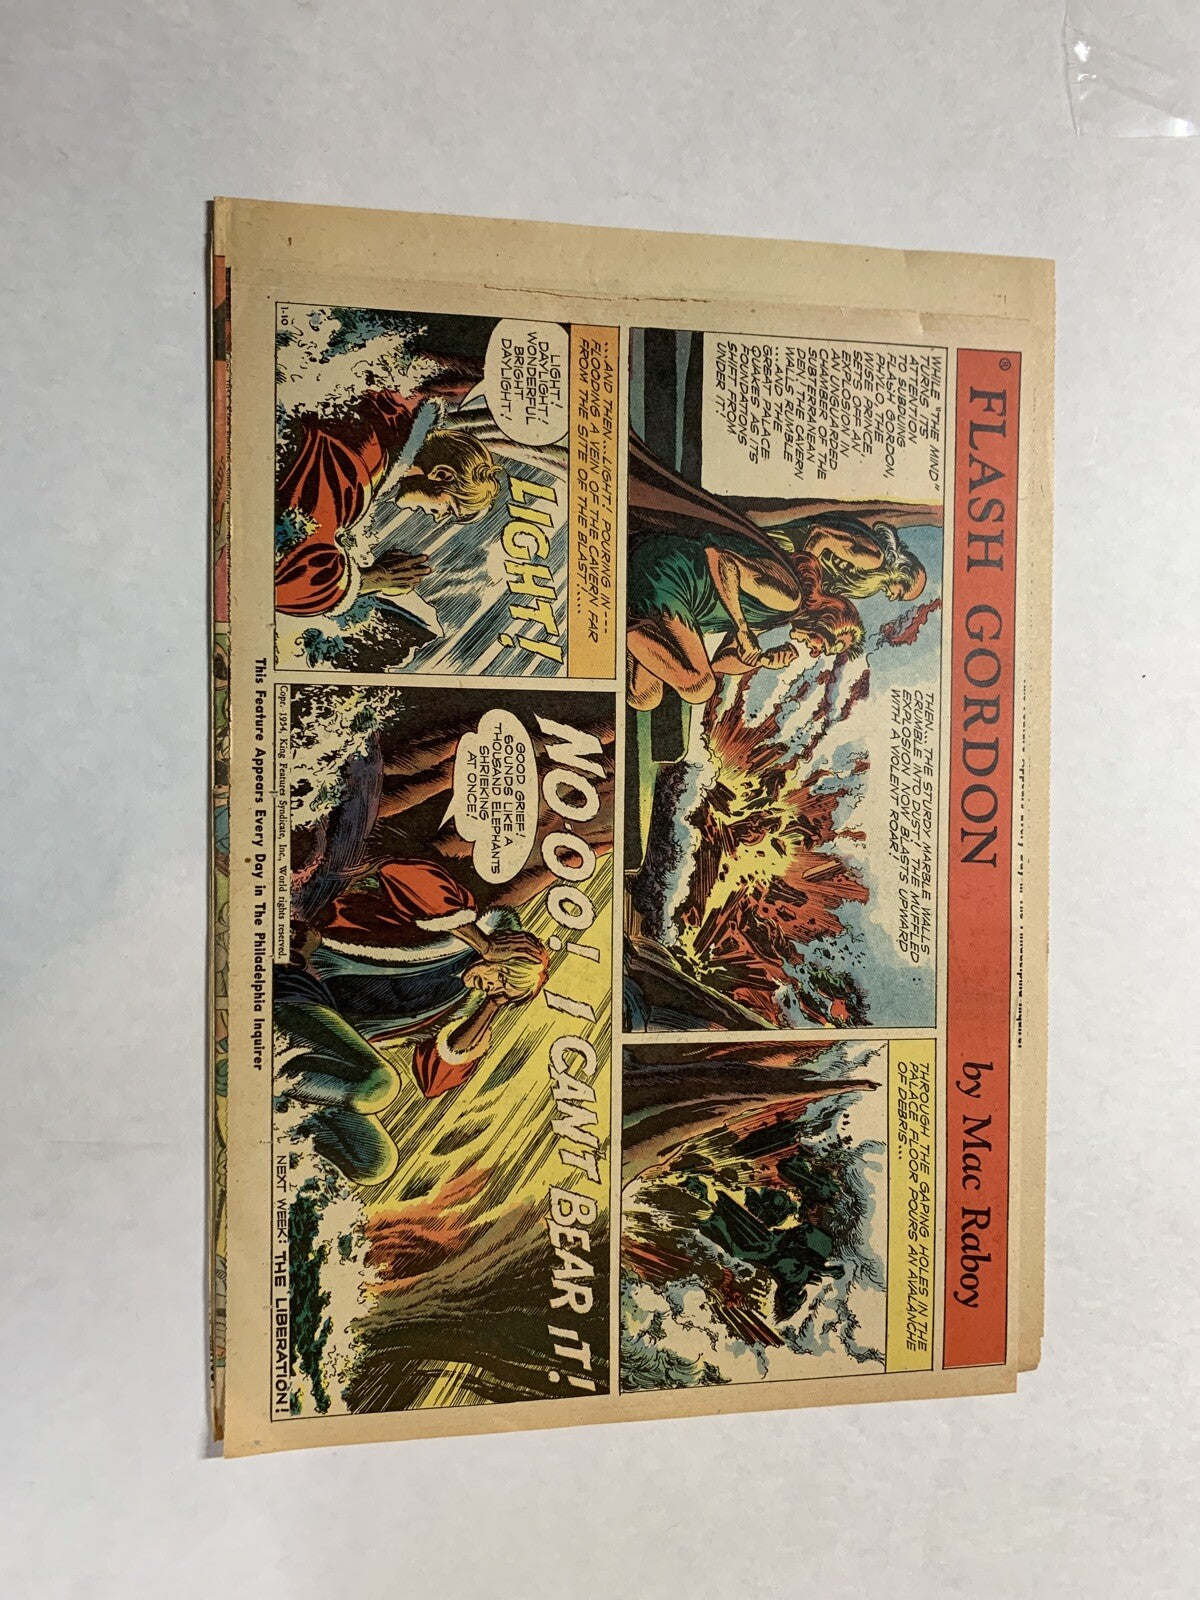 ® FLASH GORDON by Mac Raboy
WHILE "THE MIND"
TURNS ITS
ATTENTION
TO SUBDUING
FLASH GORDON,
PHYLO, THE
WISE PRINCE,
SETS OFF AN
EXPLOSION IN
AN UNGUARDED
CHAMBER OF THE
SUBTERRANEAN
DEN! THE CAVERN
WALLS RUMBLE
...AND THE
GREAT PALACE
QUAKES AS ITS
FOUNDATIONS
SHIFT FROM
UNDER IT!
THEN...THE STURDY MARBLE WALLS
CRUMBLE INTO DUST! THE MUFFLED
EXPLOSION NOW BLASTS UPWARD
WITH A VIOLENT ROAR!
THROUGH THE GAPING HOLES IN THE
PALACE FLOOR POURS AN AVALANCHE
OF DEBRIS...
...AND THEN...LIGHT! POURING IN---
FLOODING A VEIN OF THE CAVERN FAR
FROM THE SITE OF THE BLAST!....
LIGHT!
LIGHT!
DAYLIGHT!
WONDERFUL
BRIGHT
DAYLIGHT!
1-10
NO-OO! I CAN'T BEAR IT!
GOOD GRIEF!
SOUNDS LIKE A
THOUSAND ELEPHANTS
SHRIEKING
AT ONCE!
Copr. 1954, King Features Syndicate, Inc., World rights reserved.
NEXT WEEK: THE LIBERATION!
This Feature Appears Every Day in The Philadelphia Inquirer